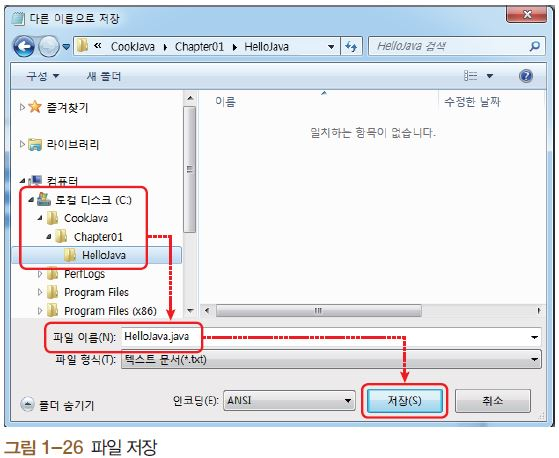 다른 이름으로 저장
« CookJava ▸ Chapter01 ▸ HelloJava
HelloJava 검색
구성 ▼ 새 폴더
이름 수정한 날짜
일치하는 항목이 없습니다.
즐겨찾기
라이브러리
컴퓨터
로컬 디스크 (C:)
CookJava
Chapter01
HelloJava
PerfLogs
Program Files
Program Files (x86)
파일 이름(N): HelloJava.java
파일 형식(T): 텍스트 문서(*.txt)
폴더 숨기기 인코딩(E): ANSI 저장(S) 취소
그림 1-26 파일 저장